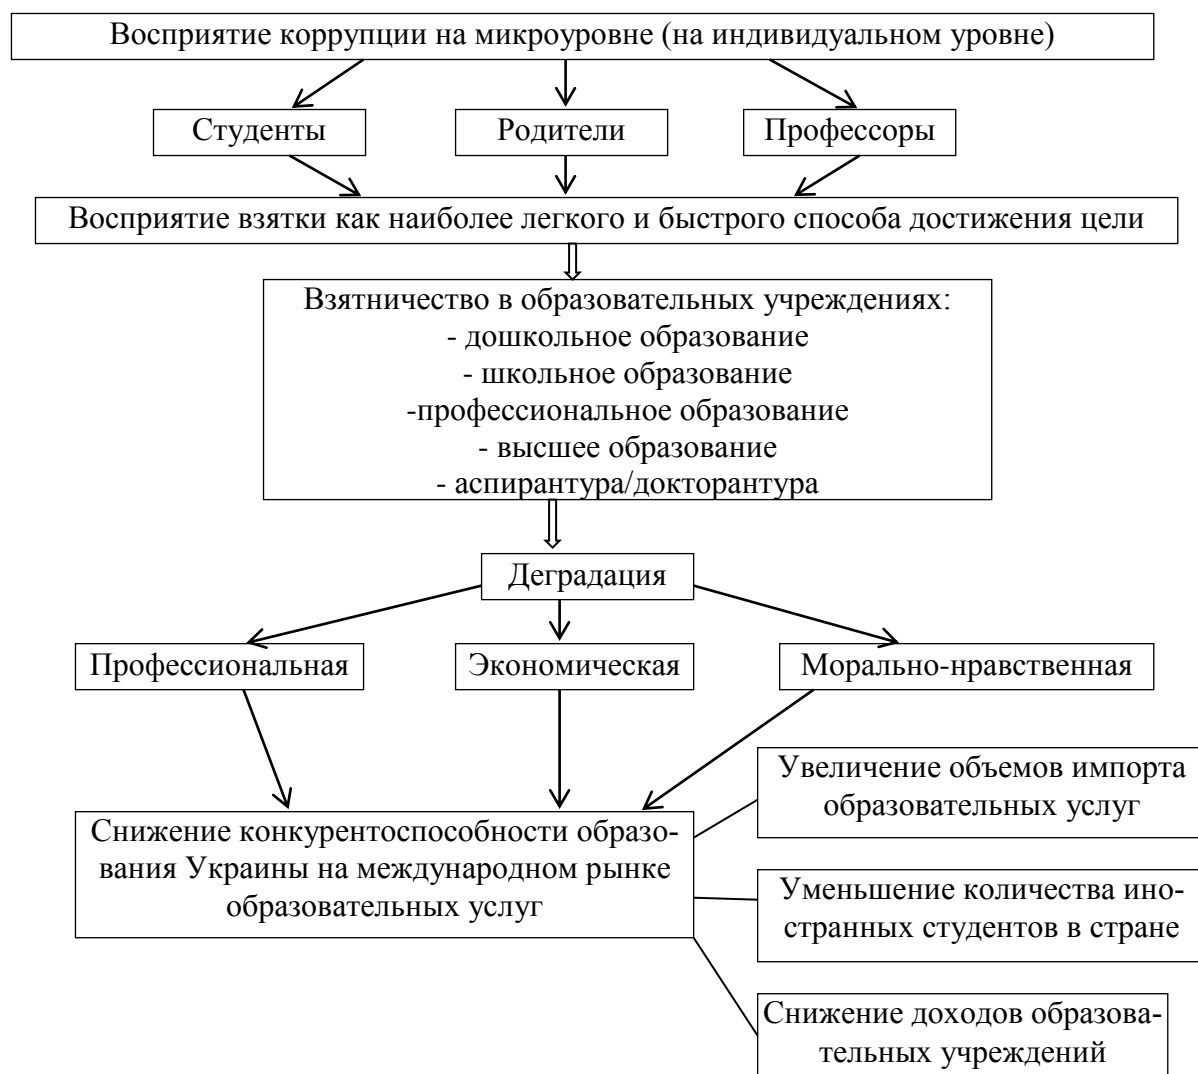 Восприятие коррупции на микроуровне (на индивидуальном уровне)
Студенты
Родители
Профессоры
Восприятие взятки как наиболее легкого и быстрого способа достижения цели
Взятничество в образовательных учреждениях:
- дошкольное образование
- школьное образование
-профессиональное образование
- высшее образование
- аспирантура/докторантура
Деградация
Профессиональная
Экономическая
Морально-нравственная
Снижение конкурентоспособности образо-
вания Украины на международном рынке
образовательных услуг
Увеличение объемов импорта
образовательных услуг
Уменьшение количества ино-
странных студентов в стране
Снижение доходов образова-
тельных учреждений